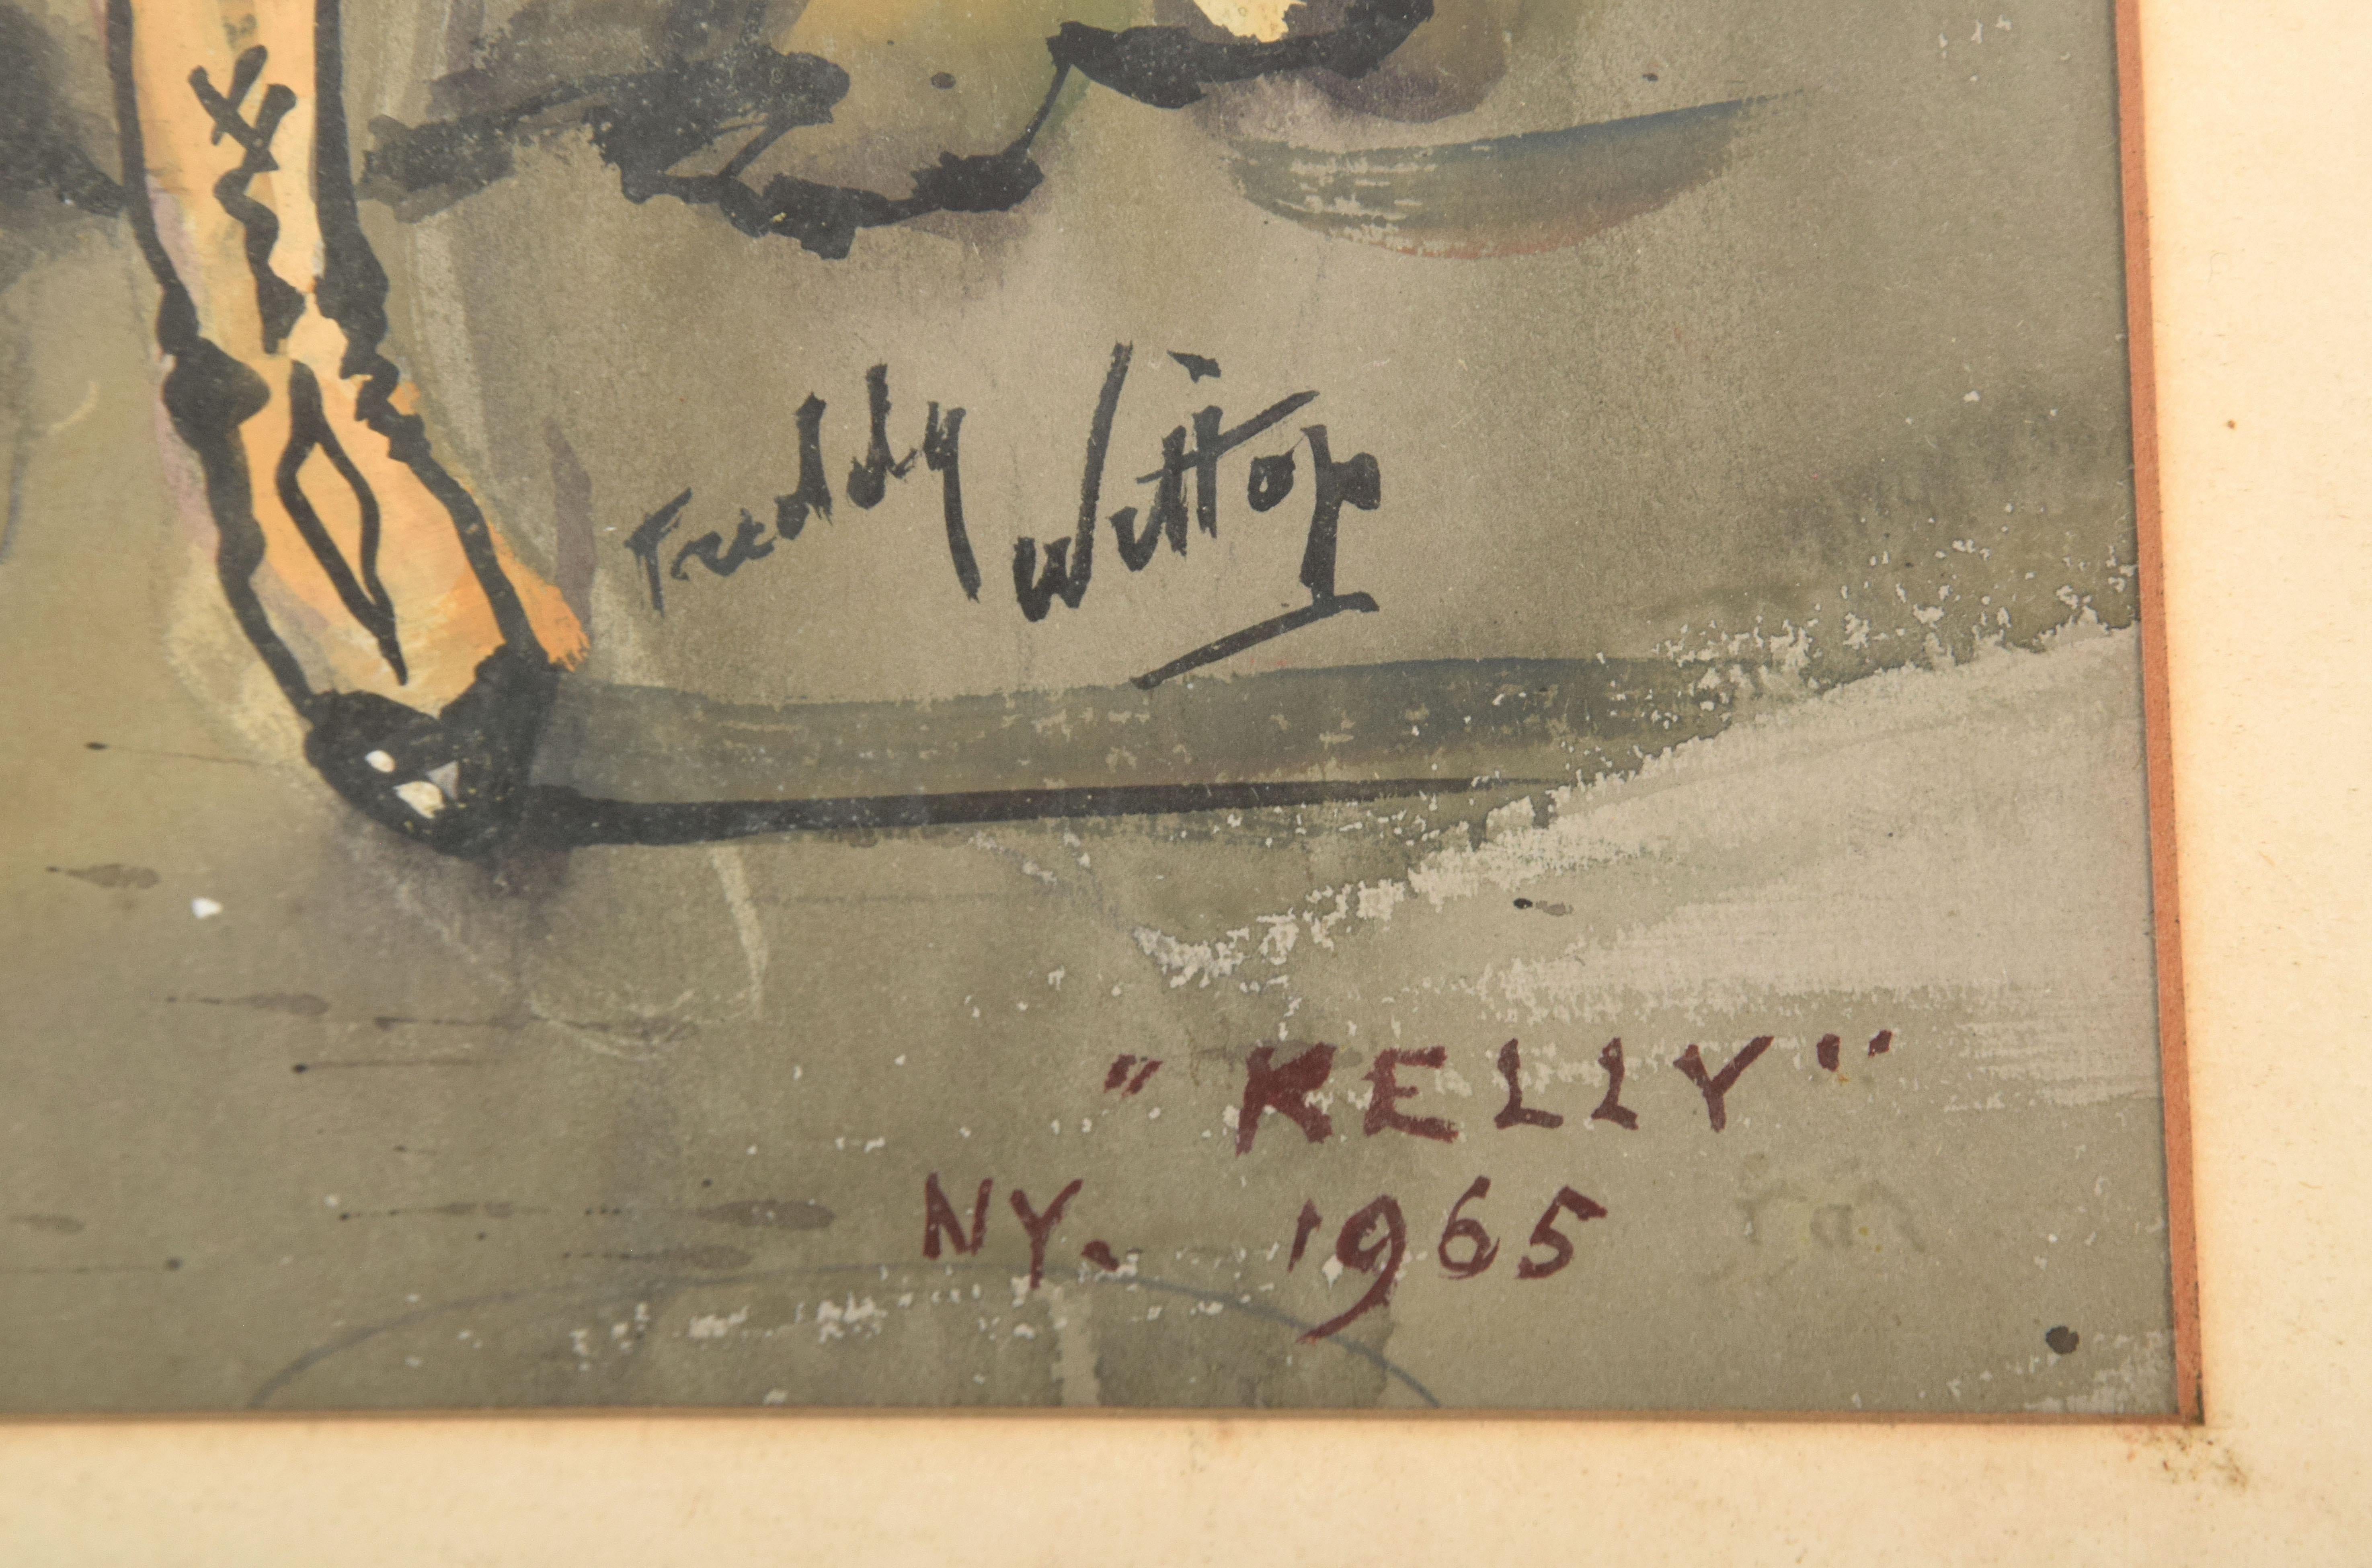 Freddy Wittop
"KELLY"
NY. 1965